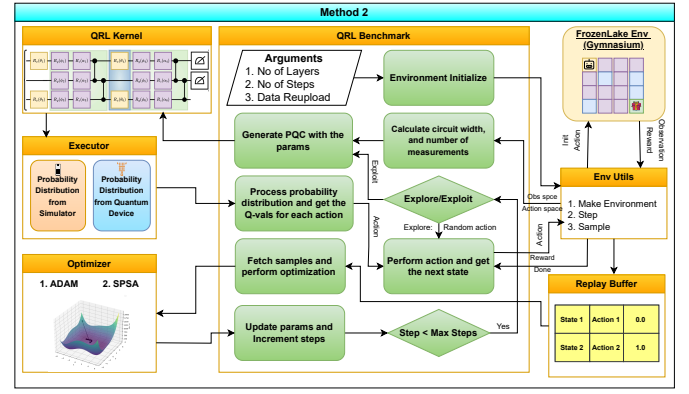 Method 2
QRL Kernel
QRL Benchmark
FrozenLake Env
(Gymnasium)
Arguments
1. No of Layers
2. No of Steps
3. Data Reupload
Environment Initialize
Generate PQC with the
params
Calculate circuit width,
and number of
measurements
Init
Action
Observation
Reward
Executor
Probability
Distribution
from
Simulator
Probability
Distribution
from Quantum
Device
Exploit
Process probability
distribution and get the
Q-vals for each action
Explore/Exploit
Obs spce
Action space
Env Utils
1. Make Environment
2. Step
3. Sample
Explore:
Random action
Action
Action
Optimizer
1. ADAM
2. SPSA
Fetch samples and
perform optimization
Perform action and get
the next state
Reward
Done
Replay Buffer
State 1
Action 1
0.0
State 2
Action 2
1.0
Update params and
Increment steps
Step < Max Steps
Yes